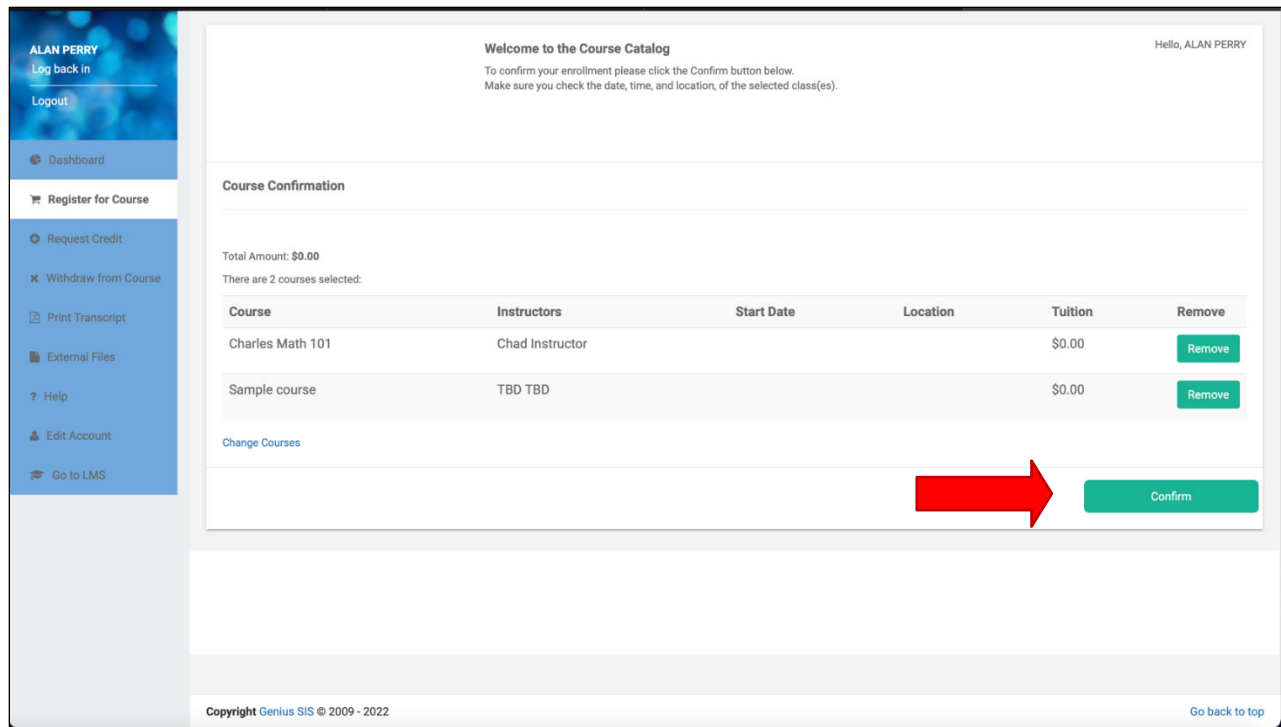 ALAN PERRY
Log back in
Logout
Dashboard
Register for Course
Request Credit
Withdraw from Course
Print Transcript
External Files
Help
Edit Account
Go to LMS
Welcome to the Course Catalog
Hello, ALAN PERRY
To confirm your enrollment please click the Confirm button below.
Make sure you check the date, time, and location, of the selected class(es).
Course Confirmation
Total Amount: $0.00
There are 2 courses selected:
Course Instructors Start Date Location Tuition Remove
Charles Math 101 Chad Instructor $0.00 Remove
Sample course TBD TBD $0.00 Remove
Change Courses
Confirm
Copyright Genius SIS © 2009 - 2022
Go back to top